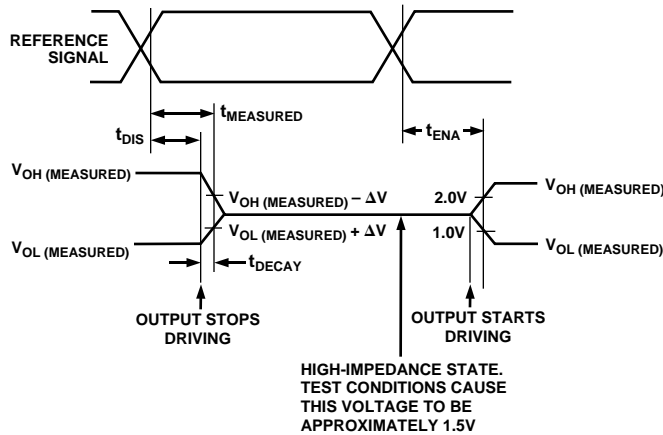 REFERENCE
SIGNAL
tMEASURED
tDIS
tENA
VOH (MEASURED)
VOH (MEASURED) – ΔV
2.0V
VOH (MEASURED)
VOL (MEASURED)
VOL (MEASURED) + ΔV
1.0V
VOL (MEASURED)
tDECAY
OUTPUT STOPS
DRIVING
OUTPUT STARTS
DRIVING
HIGH-IMPEDANCE STATE.
TEST CONDITIONS CAUSE
THIS VOLTAGE TO BE
APPROXIMATELY 1.5V